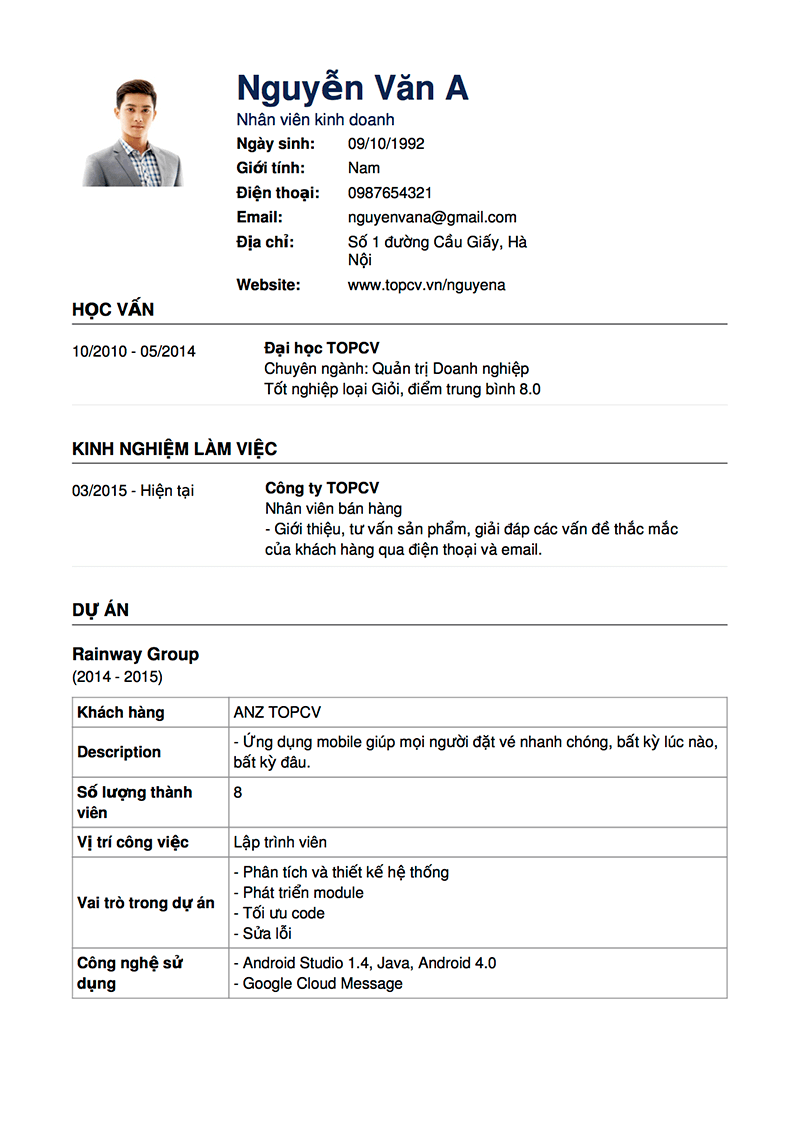 Nguyễn Văn A
Nhân viên kinh doanh
Ngày sinh: 09/10/1992
Giới tính: Nam
Điện thoại: 0987654321
Email: nguyenvana@gmail.com
Địa chỉ: Số 1 đường Cầu Giấy, Hà
Nội
Website: www.topcv.vn/nguyena
HỌC VẤN
10/2010 - 05/2014 Đại học TOPCV
Chuyên ngành: Quản trị Doanh nghiệp
Tốt nghiệp loại Giỏi, điểm trung bình 8.0
KINH NGHIỆM LÀM VIỆC
03/2015 - Hiện tại Công ty TOPCV
Nhân viên bán hàng
- Giới thiệu, tư vấn sản phẩm, giải đáp các vấn đề thắc mắc
của khách hàng qua điện thoại và email.
DỰ ÁN
Rainway Group
(2014 - 2015)
Khách hàng ANZ TOPCV
Description - Ứng dụng mobile giúp mọi người đặt vé nhanh chóng, bất kỳ lúc nào,
bất kỳ đâu.
Số lượng thành 8
viên
Vị trí công việc Lập trình viên
Vai trò trong dự án - Phân tích và thiết kế hệ thống
- Phát triển module
- Tối ưu code
- Sửa lỗi
Công nghệ sử - Android Studio 1.4, Java, Android 4.0
dụng - Google Cloud Message